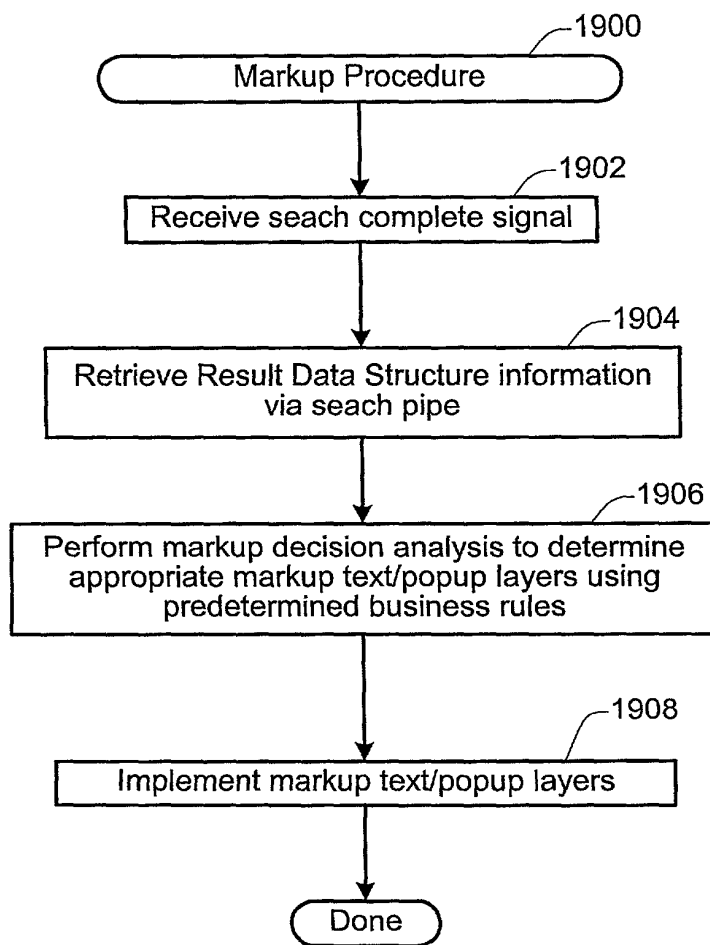 1900
Markup Procedure
1902
Receive seach complete signal
1904
Retrieve Result Data Structure information
via seach pipe
1906
Perform markup decision analysis to determine
appropriate markup text/popup layers using
predetermined business rules
1908
Implement markup text/popup layers
Done